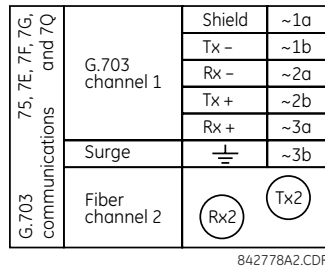 G.703 75, 7E, 7F, 7G,
communications and 7Q
G.703
channel 1
Shield ~1a
Tx – ~1b
Rx – ~2a
Tx + ~2b
Rx + ~3a
Surge ~3b
Fiber
channel 2
Rx2
Tx2
842778A2.CDR